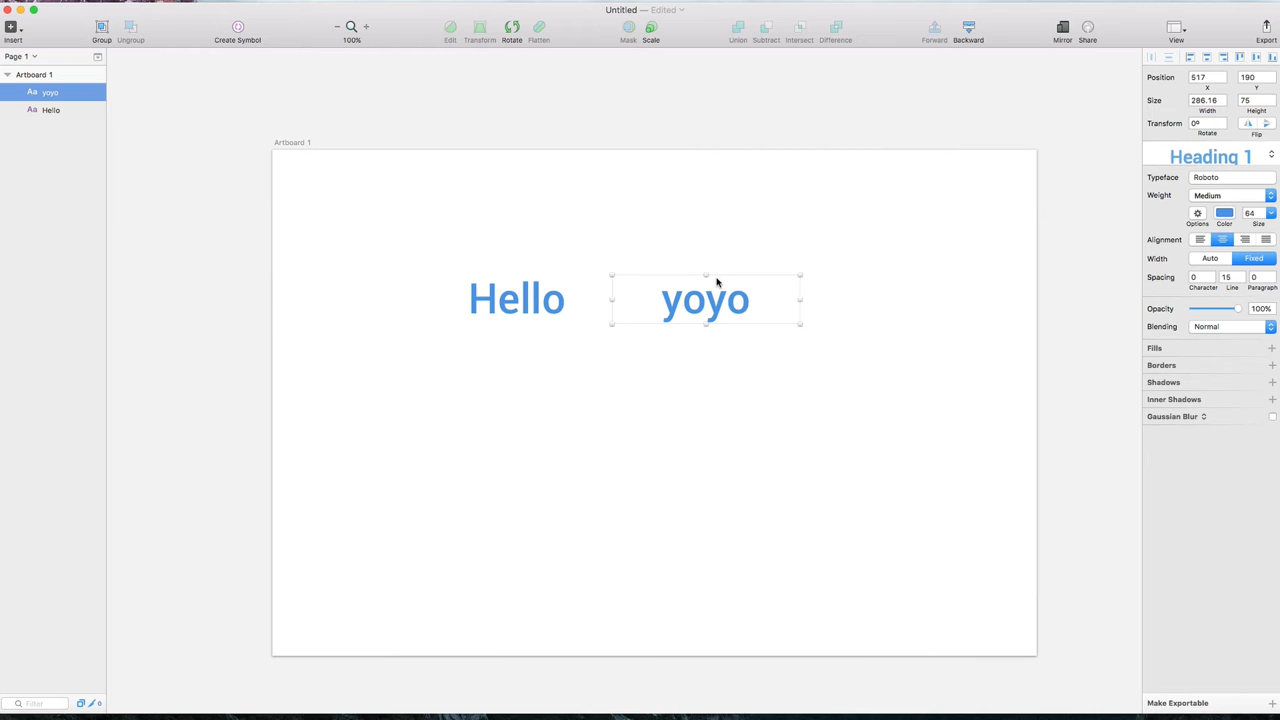 Untitled — Edited
Insert
Group
Ungroup
Create Symbol
100%
Edit
Transform
Rotate
Flatten
Mask
Scale
Union
Subtract
Intersect
Difference
Forward
Backward
Mirror
Share
View
Export
Page 1
Artboard 1
Aa yoyo
Aa Hello
Artboard 1
Hello
yoyo
Position 517 190
X Y
Size 286.16 75
Width Height
Transform 0º
Rotate Flip
Heading 1
Typeface Roboto
Weight Medium
64
Options Color Size
Alignment
Width Auto Fixed
Spacing 0 15 0
Character Line Paragraph
Opacity 100%
Blending Normal
Fills +
Borders +
Shadows +
Inner Shadows +
Gaussian Blur
Filter
0
Make Exportable +